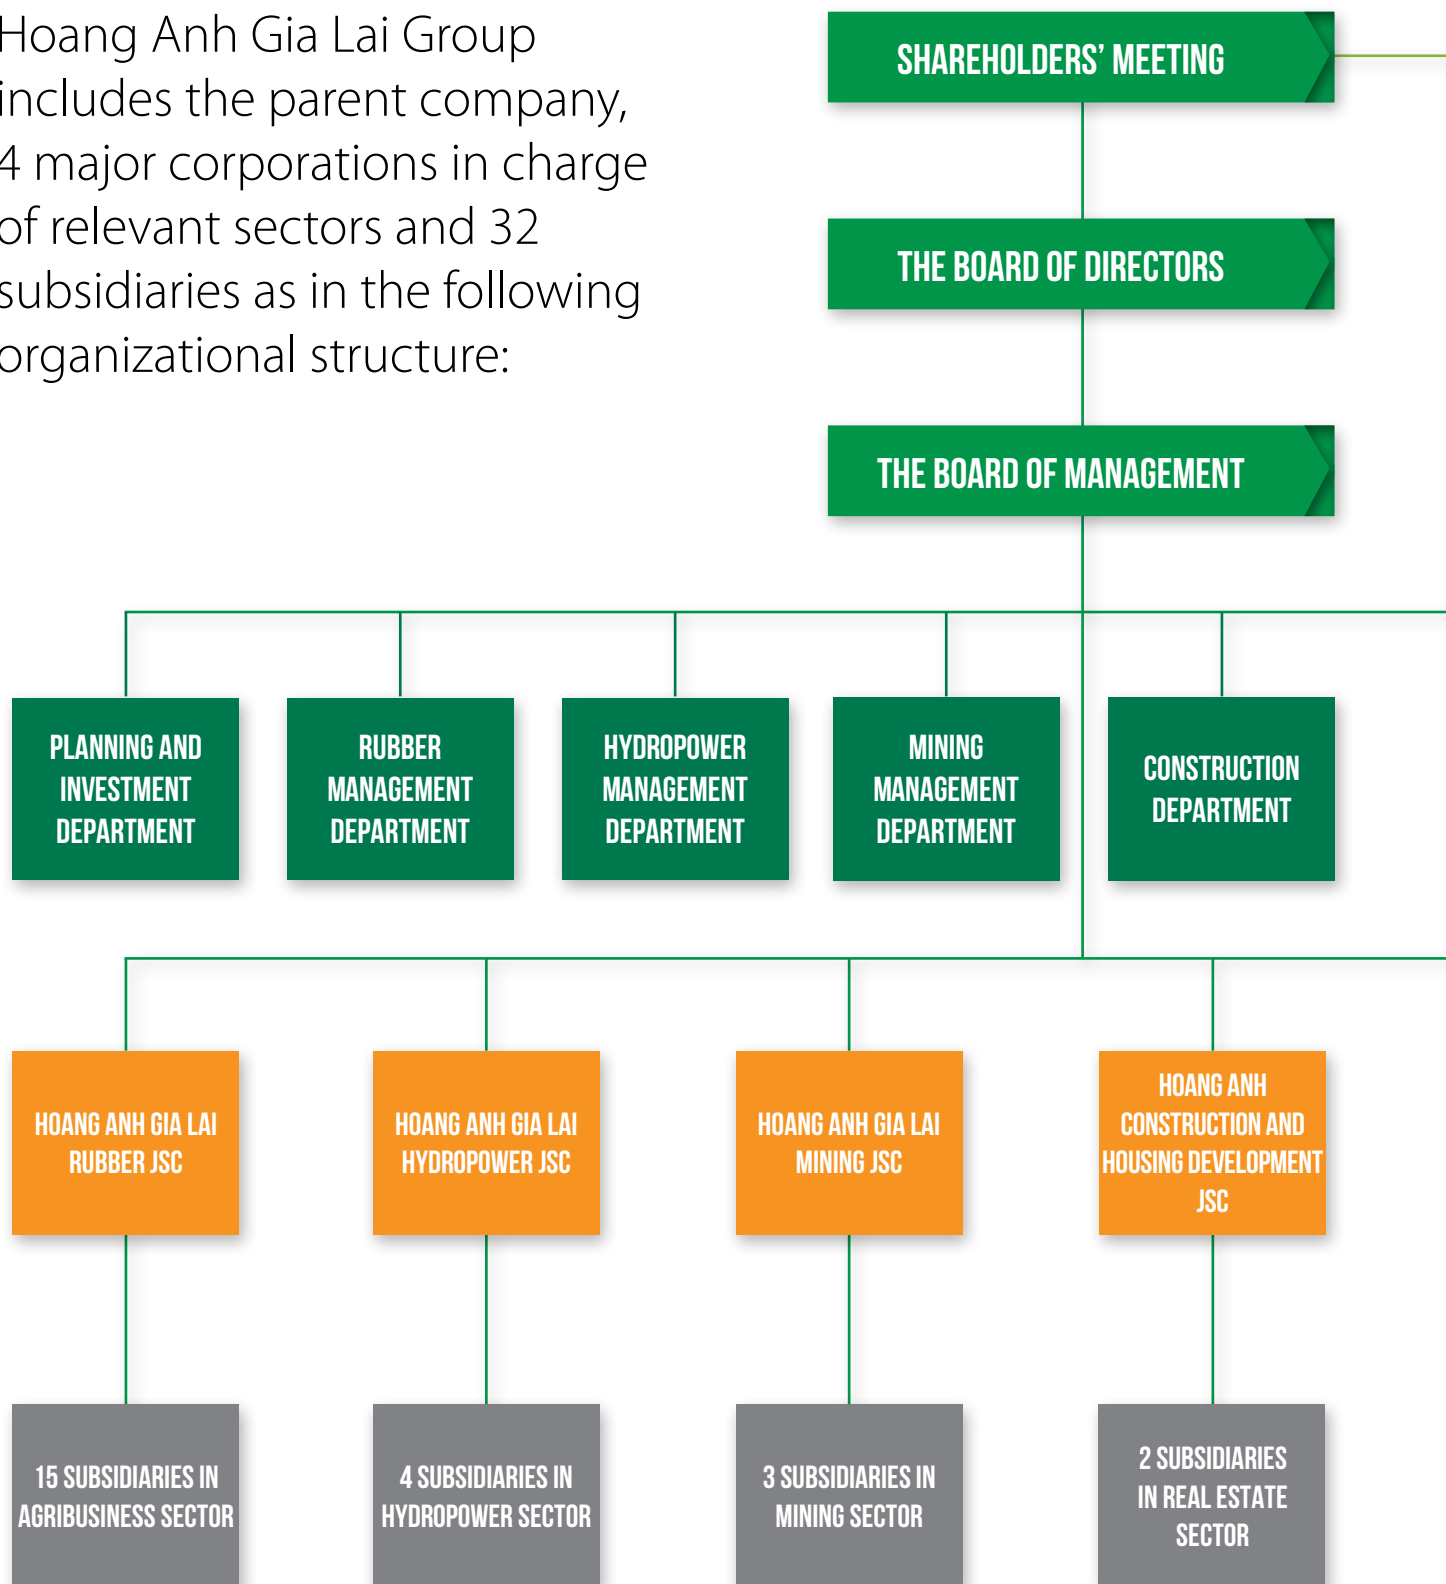 Hoang Anh Gia Lai Group
includes the parent company,
4 major corporations in charge
of relevant sectors and 32
subsidiaries as in the following
organizational structure:
SHAREHOLDERS’ MEETING
THE BOARD OF DIRECTORS
THE BOARD OF MANAGEMENT
PLANNING AND
INVESTMENT
DEPARTMENT
RUBBER
MANAGEMENT
DEPARTMENT
HYDROPOWER
MANAGEMENT
DEPARTMENT
MINING
MANAGEMENT
DEPARTMENT
CONSTRUCTION
DEPARTMENT
HOANG ANH GIA LAI
RUBBER JSC
HOANG ANH GIA LAI
HYDROPOWER JSC
HOANG ANH GIA LAI
MINING JSC
HOANG ANH
CONSTRUCTION AND
HOUSING DEVELOPMENT
JSC
15 SUBSIDIARIES IN
AGRIBUSINESS SECTOR
4 SUBSIDIARIES IN
HYDROPOWER SECTOR
3 SUBSIDIARIES IN
MINING SECTOR
2 SUBSIDIARIES
IN REAL ESTATE
SECTOR